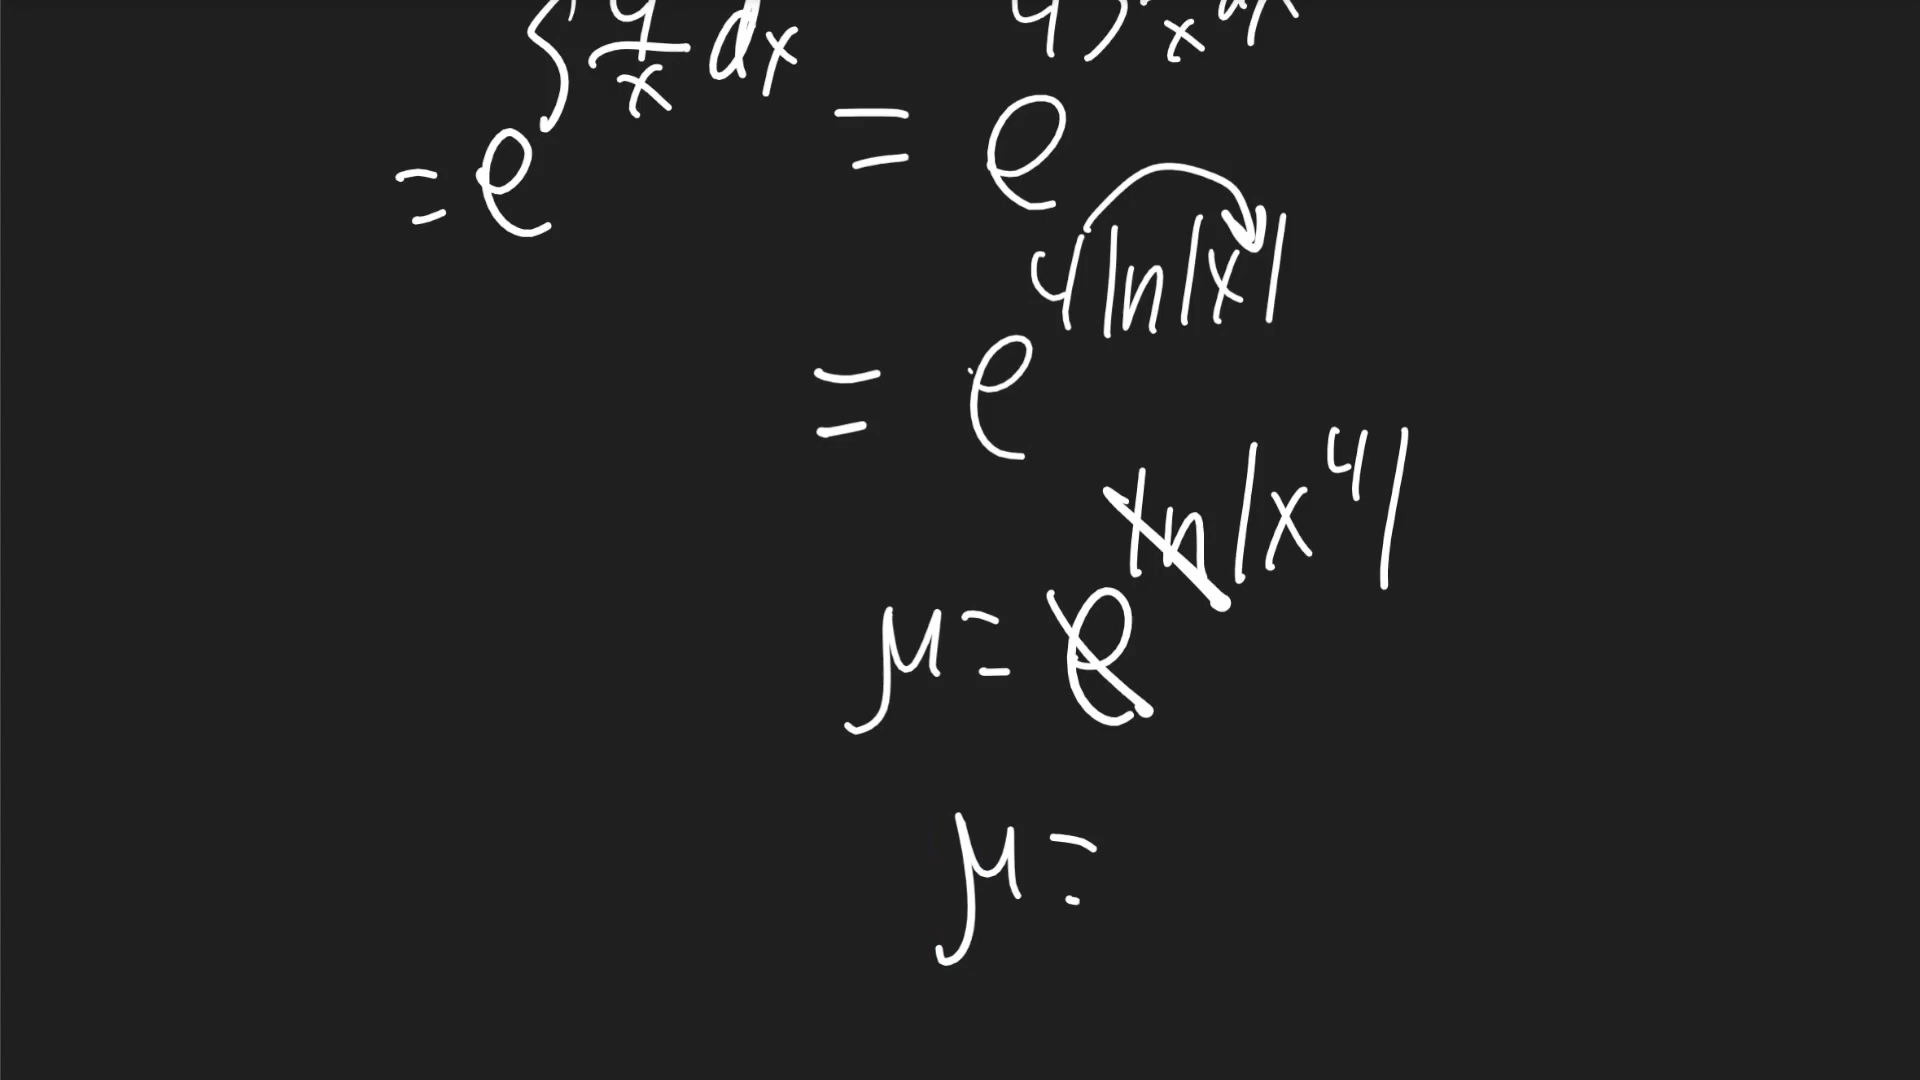 = e^{∫ 4/x dx} = e^{4∫ 1/x dx}
= e^{4 ln|x|}
μ = e^{ln|x^4|}
μ =